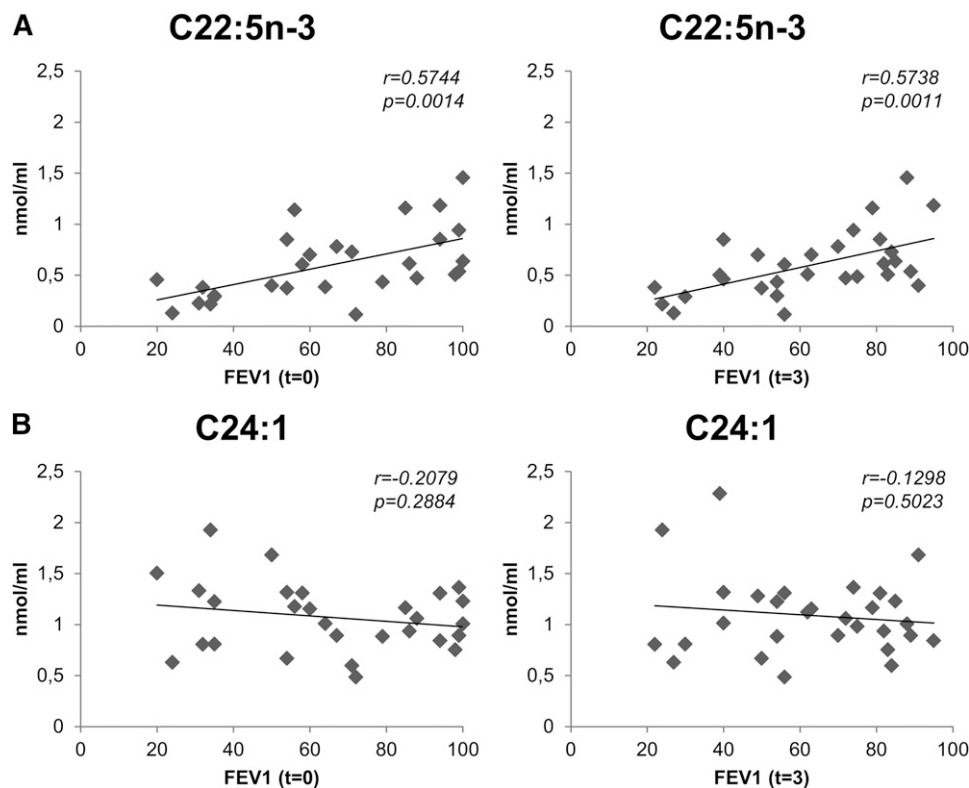 A
C22:5n-3
C22:5n-3
2,5
2
1,5
1
0,5
0
nmol/ml
r=0.5744
p=0.0014
0 20 40 60 80 100
FEV1 (t=0)
2,5
2
1,5
1
0,5
0
nmol/ml
r=0.5738
p=0.0011
0 20 40 60 80 100
FEV1 (t=3)
B
C24:1
C24:1
2,5
2
1,5
1
0,5
0
nmol/ml
r=-0.2079
p=0.2884
0 20 40 60 80 100
FEV1 (t=0)
2,5
2
1,5
1
0,5
0
nmol/ml
r=-0.1298
p=0.5023
0 20 40 60 80 100
FEV1 (t=3)